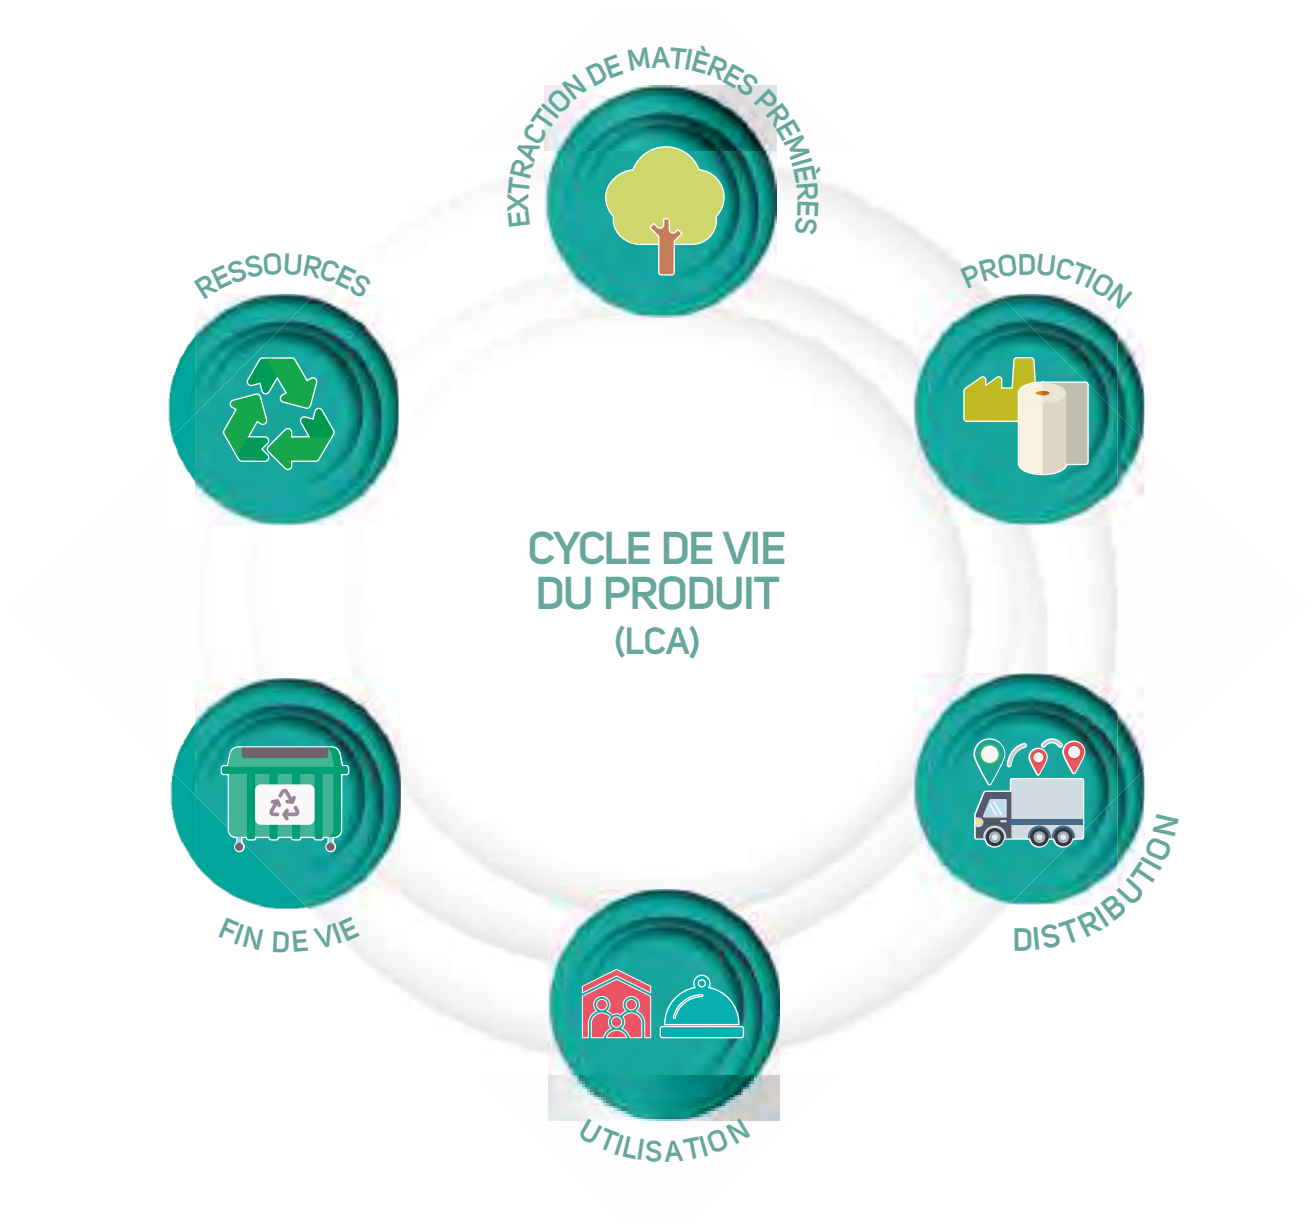 EXTRACTION DE MATIÈRES PREMIÈRES
RESSOURCES
PRODUCTION
CYCLE DE VIE
DU PRODUIT
(LCA)
DISTRIBUTION
FIN DE VIE
UTILISATION